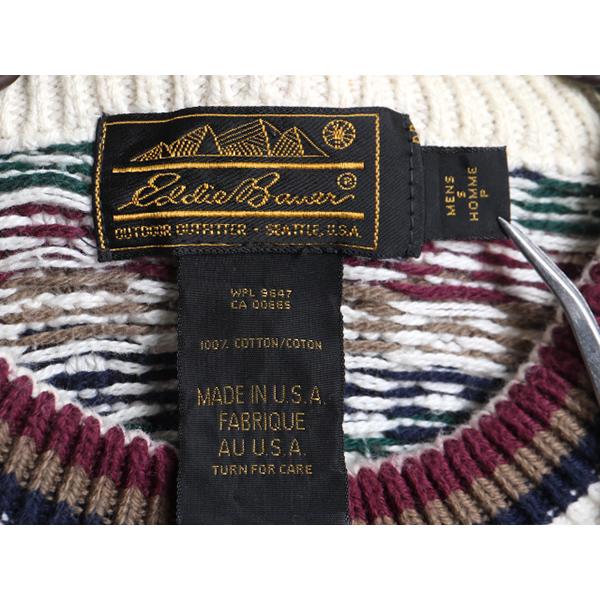 Eddie Bauer®
OUTDOOR OUTFITTER · SEATTLE, U.S.A.
MENS
S
HOMME
P
WPL 9647
CA 00665
100% COTTON/COTON
MADE IN U.S.A.
FABRIQUE
AU U.S.A.
TURN FOR CARE